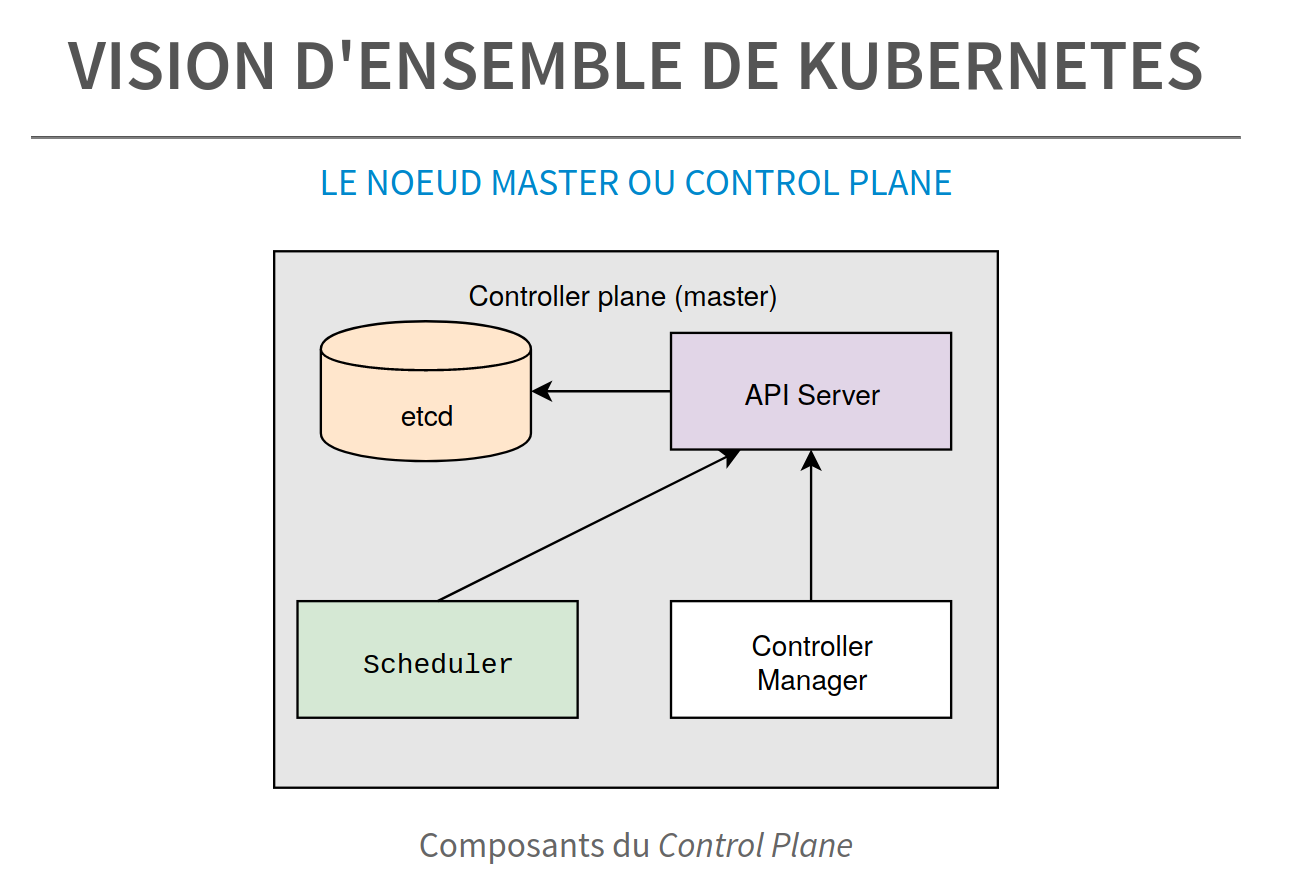 VISION D'ENSEMBLE DE KUBERNETES
LE NOEUD MASTER OU CONTROL PLANE
Controller plane (master)
etcd
API Server
Scheduler
Controller
Manager
Composants du Control Plane